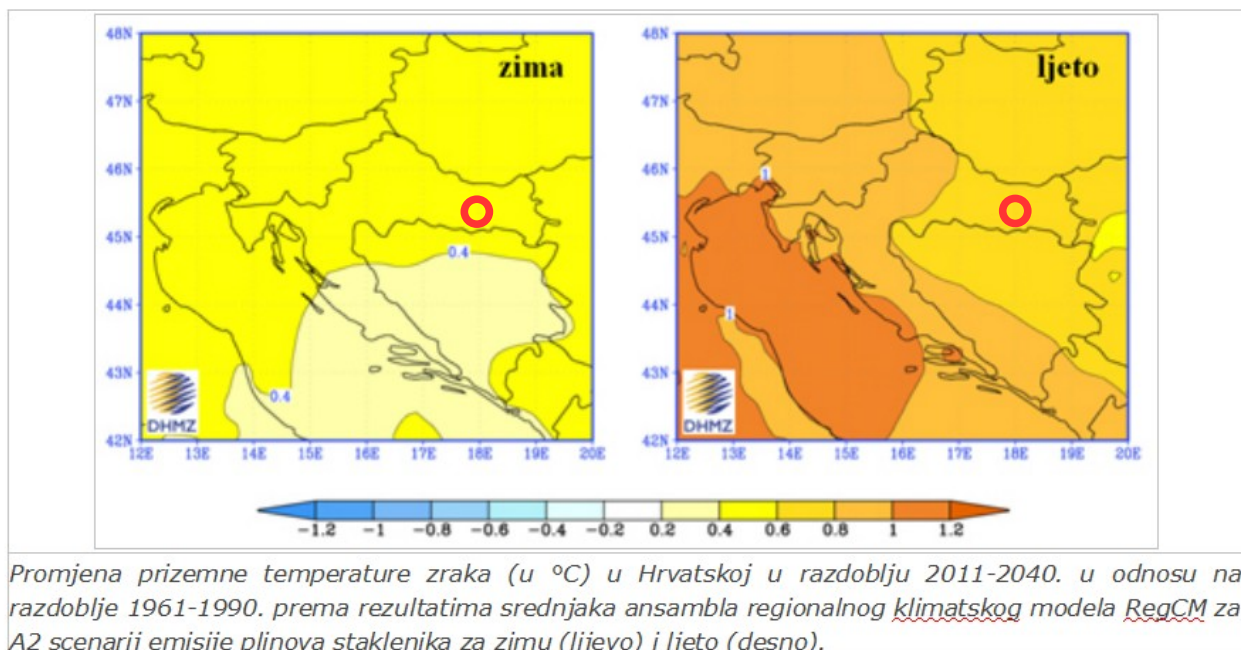 zima
ljeto
48N
47N
46N
45N
44N
43N
42N
12E 13E 14E 15E 16E 17E 18E 19E 20E
0.4
0.4
DHMZ
48N
47N
46N
45N
44N
43N
42N
12E 13E 14E 15E 16E 17E 18E 19E 20E
1
1
DHMZ
-1.2 -1 -0.8 -0.6 -0.4 -0.2 0.2 0.4 0.6 0.8 1 1.2
Promjena prizemne temperature zraka (u °C) u Hrvatskoj u razdoblju 2011-2040. u odnosu na
razdoblje 1961-1990. prema rezultatima srednjaka ansambla regionalnog klimatskog modela RegCM za
A2 scenarij emisije plinova staklenika za zimu (lijevo) i ljeto (desno).